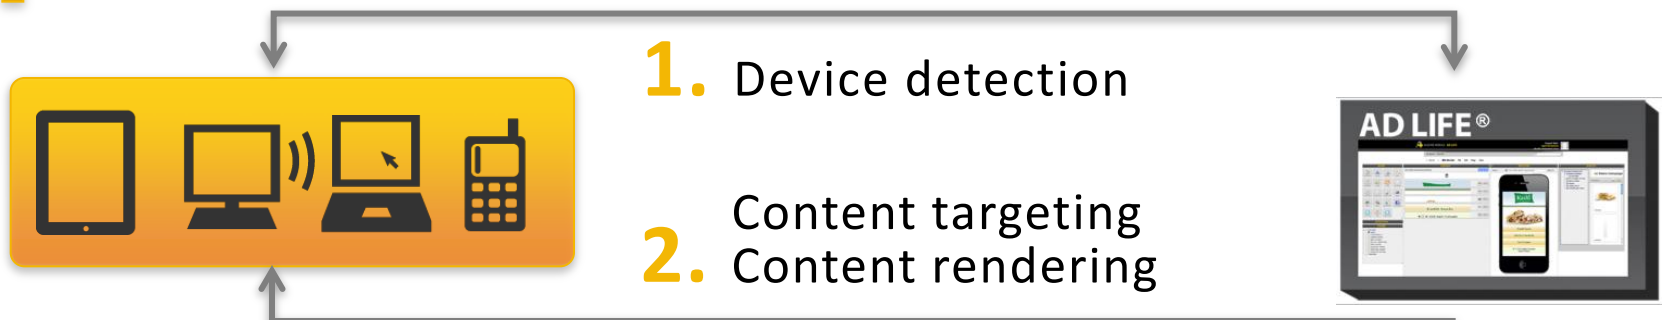 1. Device detection
Content targeting
2. Content rendering
AD LIFE®